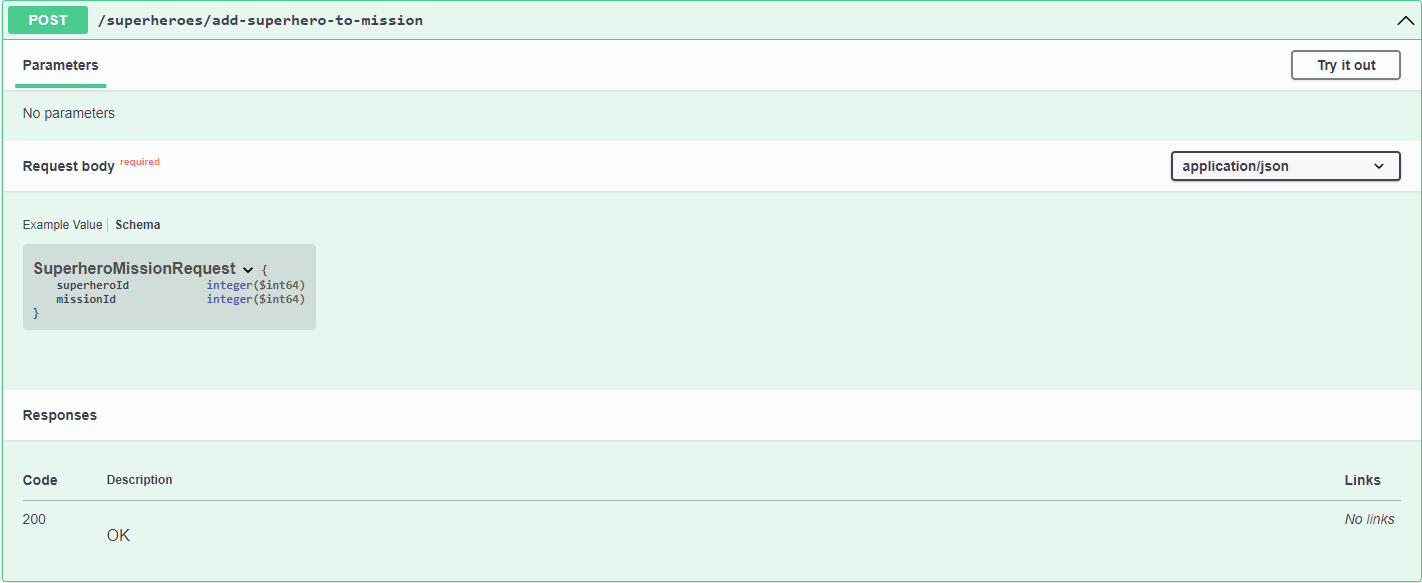 POST /superheroes/add-superhero-to-mission
Parameters Try it out
No parameters
Request body required application/json
Example Value Schema
SuperheroMissionRequest {
superheroId integer($int64)
missionId integer($int64)
}
Responses
Code Description Links
200 No links
OK